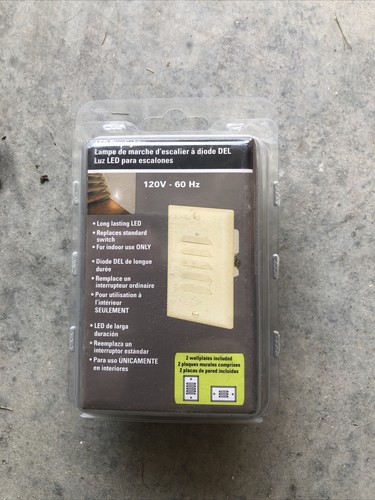 Lampe de marche d'escalier à diode DEL
Luz LED para escalones
120V - 60 Hz
• Long lasting LED
• Replaces standard
switch
• For indoor use ONLY
• Diode DEL de longue
durée
• Remplace un
interrupteur ordinaire
• Pour utilisation à
l'intérieur
SEULEMENT
• LED de larga
duración
• Reemplaza un
interruptor estándar
• Para uso ÚNICAMENTE
en interiores
2 wallplates included
2 plaques murales comprises
2 placas de pared incluidas